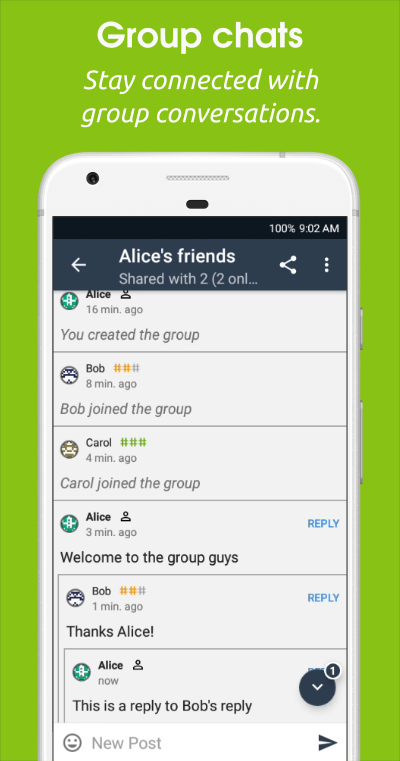 Group chats
Stay connected with
group conversations.
100% 9:02 AM
Alice's friends
Shared with 2 (2 onl...
Alice
16 min. ago
You created the group
Bob
8 min. ago
Bob joined the group
Carol
4 min. ago
Carol joined the group
Alice
REPLY
3 min. ago
Welcome to the group guys
Bob
REPLY
1 min. ago
Thanks Alice!
Alice
now
1
This is a reply to Bob's reply
New Post